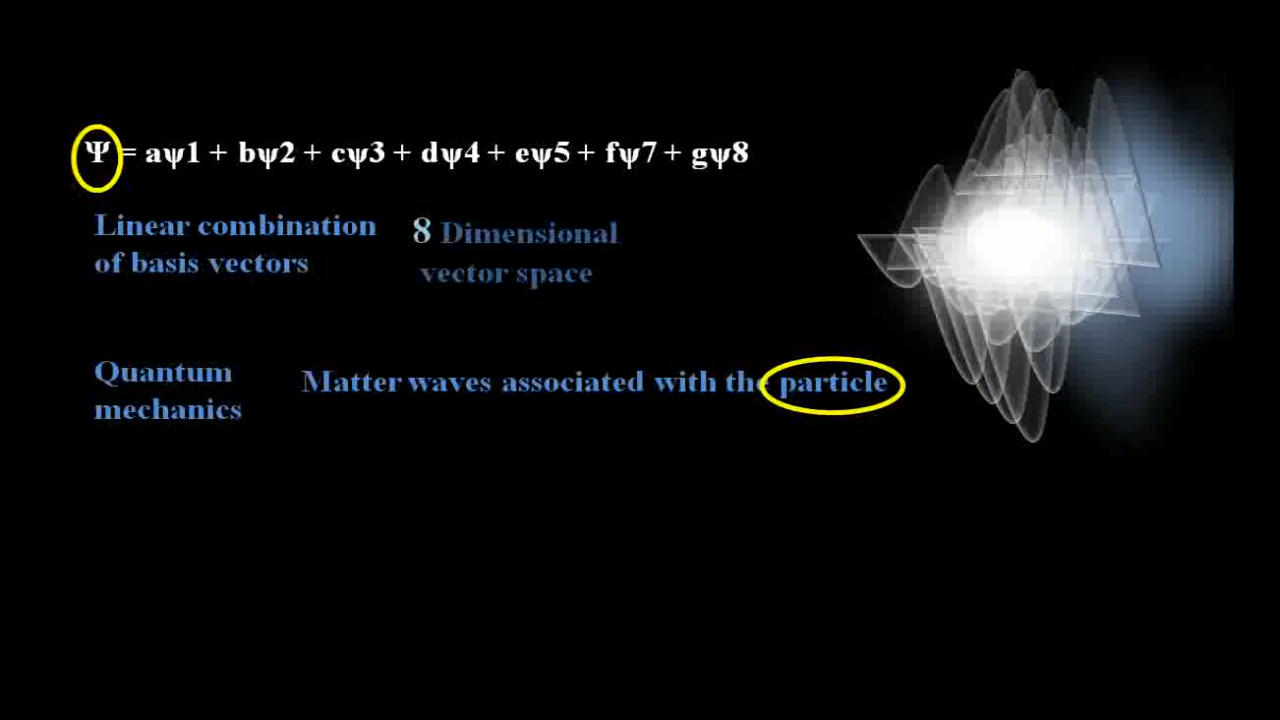 Ψ = aψ1 + bψ2 + cψ3 + dψ4 + eψ5 + fψ7 + gψ8
Linear combination
of basis vectors
8 Dimensional
vector space
Quantum
mechanics
Matter waves associated with the particle